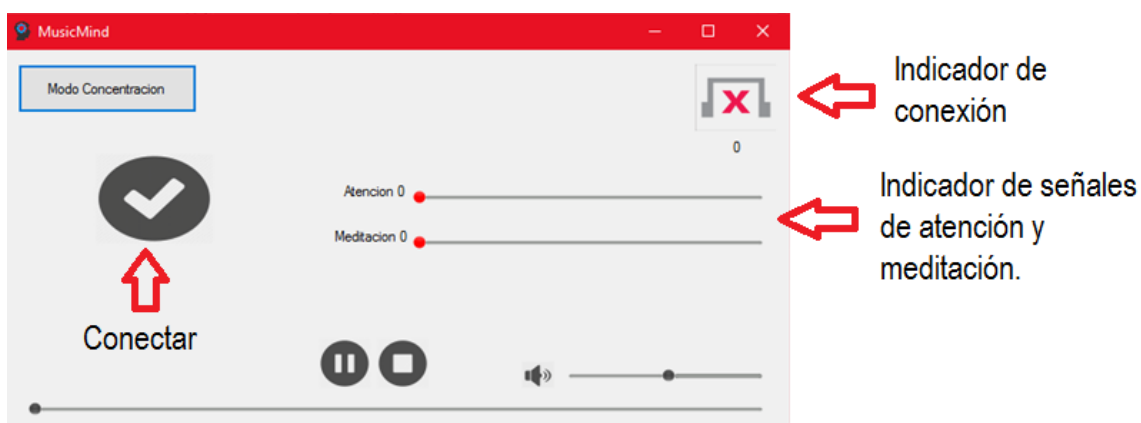 MusicMind
Modo Concentracion
Indicador de
conexión
0
Atencion 0
Meditacion 0
Indicador de señales
de atención y
meditación.
Conectar